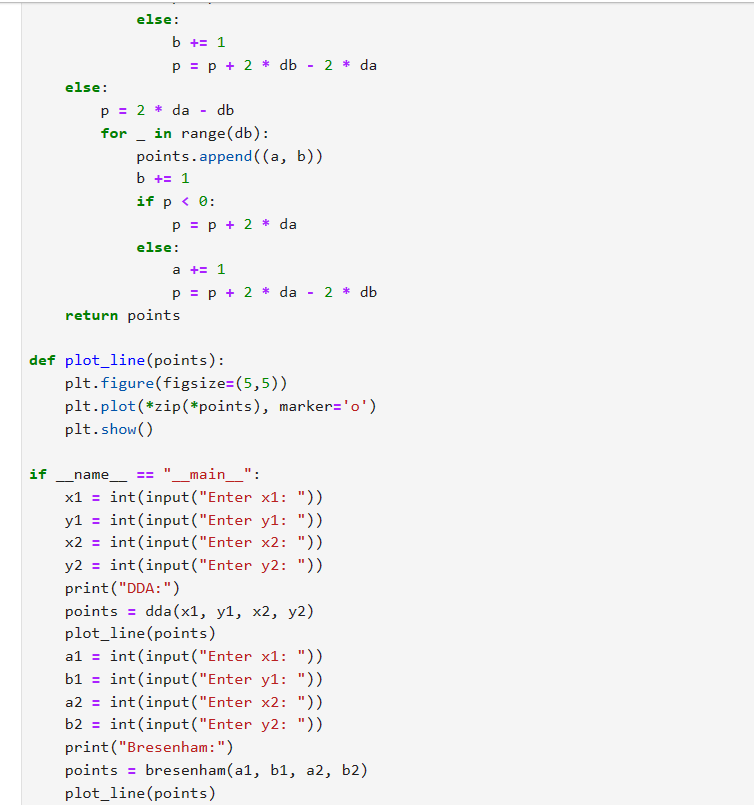 else:
                b += 1
                p = p + 2 * db - 2 * da
    else:
        p = 2 * da - db
        for _ in range(db):
            points.append((a, b))
            b += 1
            if p < 0:
                p = p + 2 * da
            else:
                a += 1
                p = p + 2 * da - 2 * db
    return points

def plot_line(points):
    plt.figure(figsize=(5,5))
    plt.plot(*zip(*points), marker='o')
    plt.show()

if __name__ == "__main__":
    x1 = int(input("Enter x1: "))
    y1 = int(input("Enter y1: "))
    x2 = int(input("Enter x2: "))
    y2 = int(input("Enter y2: "))
    print("DDA:")
    points = dda(x1, y1, x2, y2)
    plot_line(points)
    a1 = int(input("Enter x1: "))
    b1 = int(input("Enter y1: "))
    a2 = int(input("Enter x2: "))
    b2 = int(input("Enter y2: "))
    print("Bresenham:")
    points = bresenham(a1, b1, a2, b2)
    plot_line(points)